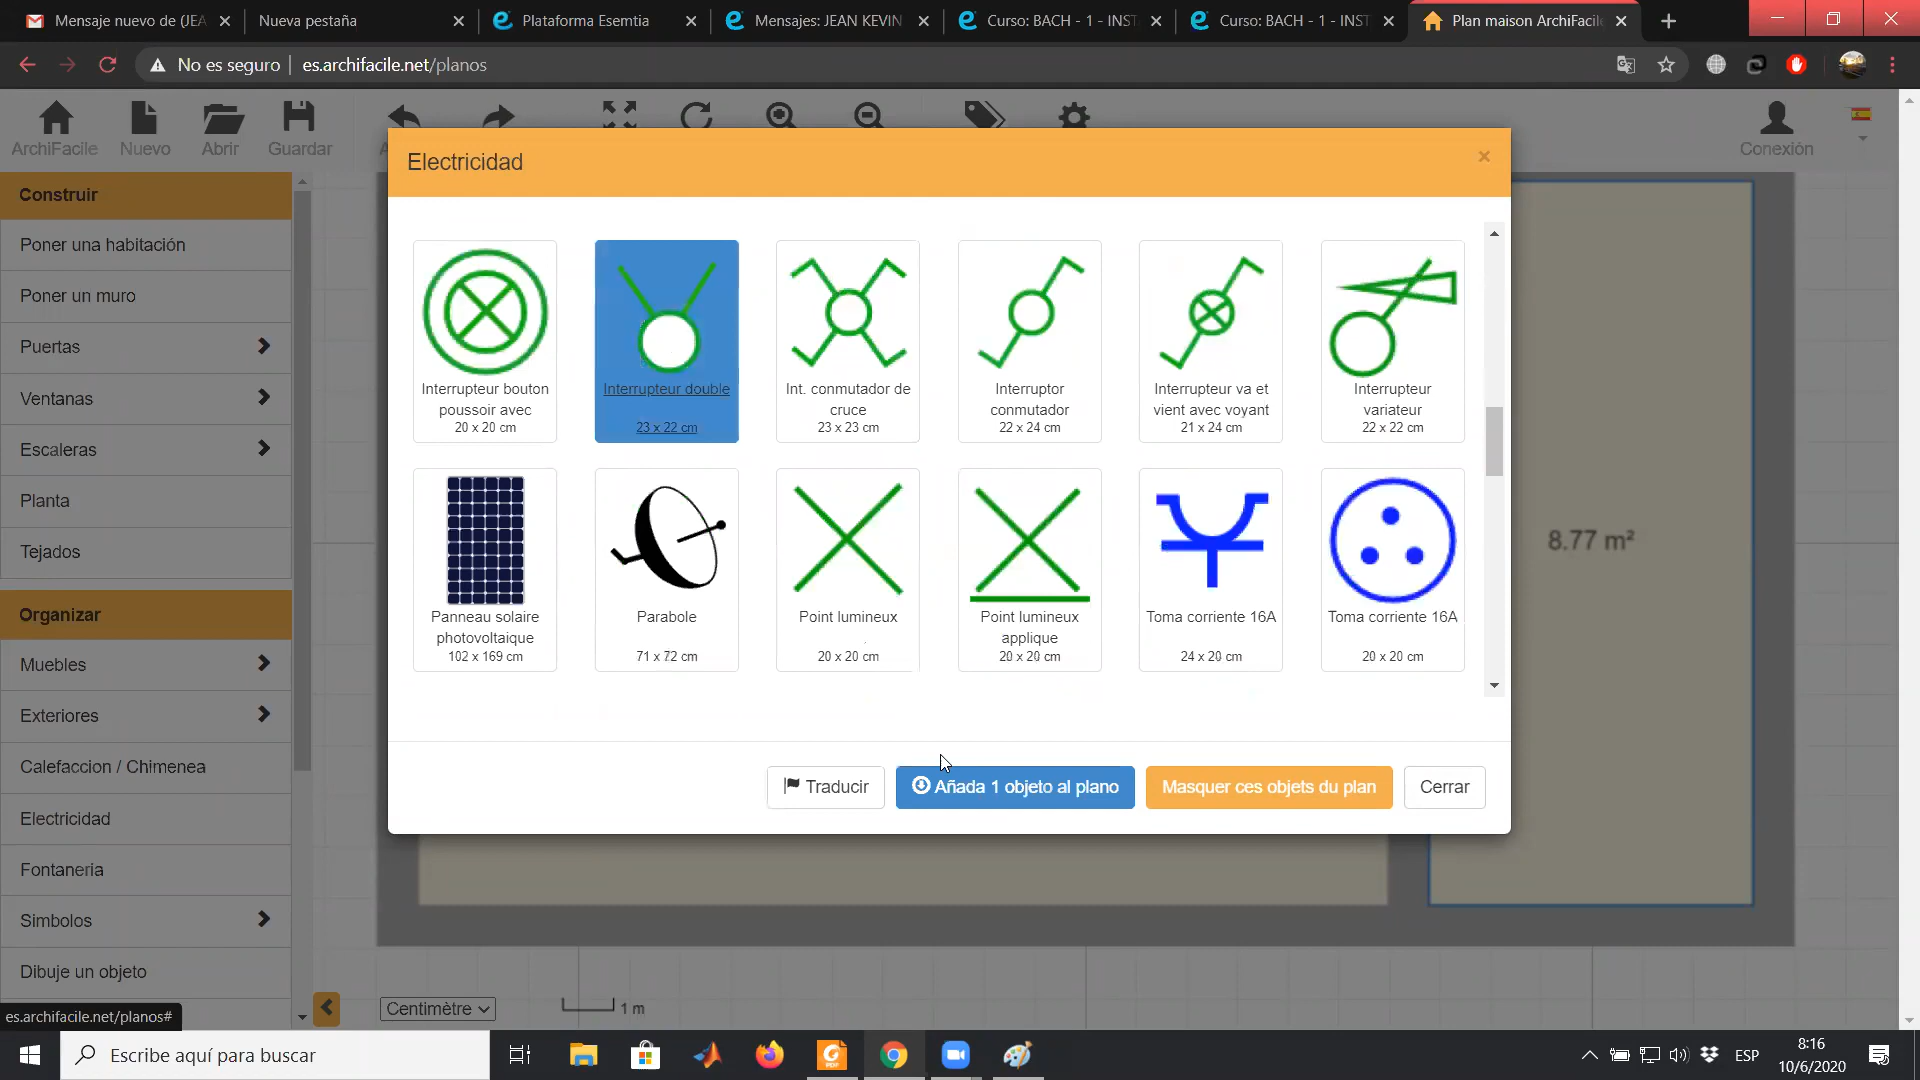 Mensaje nuevo de (JEA
Nueva pestaña
Plataforma Esemtia
Mensajes: JEAN KEVIN
Curso: BACH - 1 - INST
Curso: BACH - 1 - INST
Plan maison ArchiFacile
No es seguro
es.archifacile.net/planos
ArchiFacile
Nuevo
Abrir
Guardar
Conexión
Electricidad
Construir
Poner una habitación
Poner un muro
Puertas
Ventanas
Escaleras
Planta
Tejados
Organizar
Muebles
Exteriores
Calefaccion / Chimenea
Electricidad
Fontaneria
Simbolos
Dibuje un objeto
Interrupteur bouton
poussoir avec
20 x 20 cm
Interrupteur double
23 x 22 cm
Int. conmutador de
cruce
23 x 23 cm
Interruptor
conmutador
22 x 24 cm
Interrupteur va et
vient avec voyant
21 x 24 cm
Interrupteur
variateur
22 x 22 cm
Panneau solaire
photovoltaique
102 x 169 cm
Parabole
71 x 72 cm
Point lumineux
20 x 20 cm
Point lumineux
applique
20 x 20 cm
Toma corriente 16A
24 x 20 cm
Toma corriente 16A
20 x 20 cm
8.77 m²
Traducir
Añada 1 objeto al plano
Masquer ces objets du plan
Cerrar
es.archifacile.net/planos#
Centimètre
1 m
Escribe aquí para buscar
ESP
8:16
10/6/2020